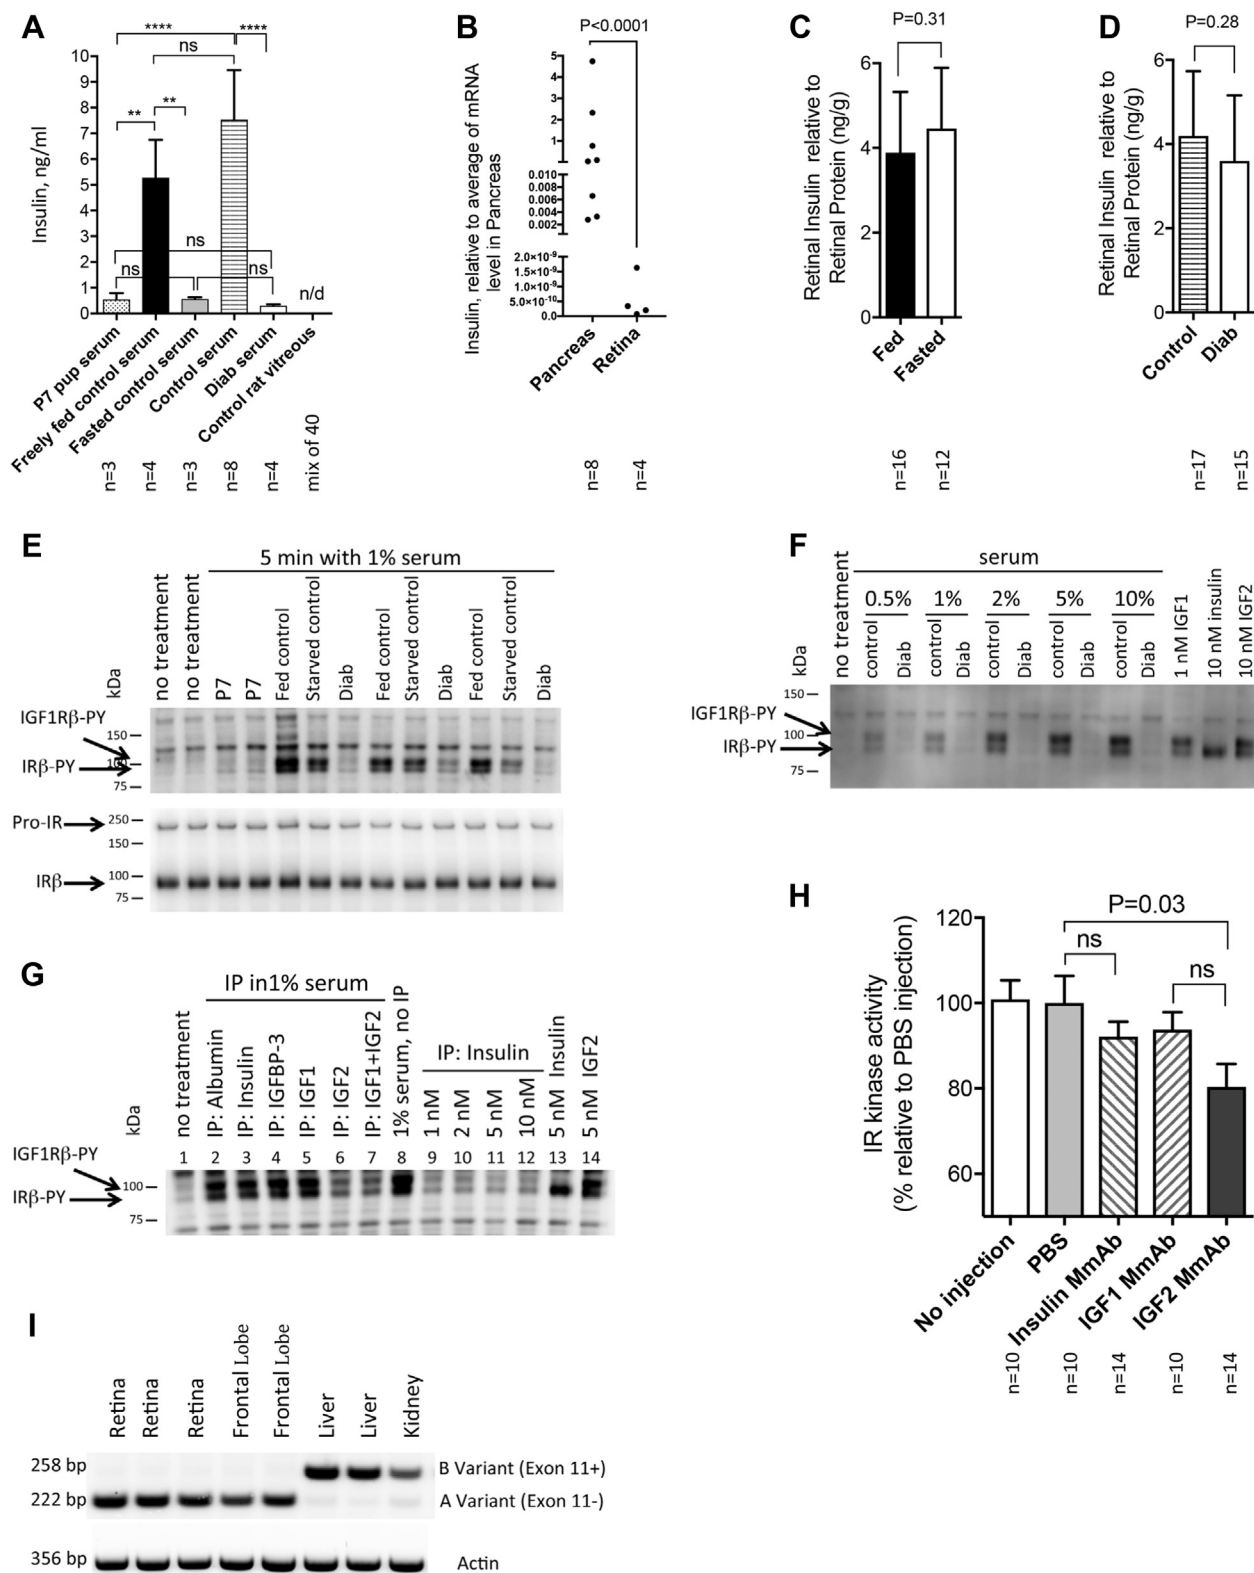 A
****
****
ns
**
**
ns
ns
ns
n/d
Insulin, ng/ml
10
9
8
7
6
5
4
3
2
1
0
P7 pup serum
Freely fed control serum
Fasted control serum
Control serum
Diab serum
Control rat vitreous
n=3
n=4
n=3
n=8
n=4
mix of 40
B
P<0.0001
Insulin, relative to average of mRNA
level in Pancreas
5
4
3
2
1
0.010
0.008
0.006
0.004
0.002
2.0×10-9
1.5×10-9
1.0×10-9
5.0×10-10
0.0
Pancreas
Retina
n=8
n=4
C
P=0.31
Retinal Insulin relative to
Retinal Protein (ng/g)
6
4
2
0
Fed
Fasted
n=16
n=12
D
P=0.28
Retinal Insulin relative to
Retinal Protein (ng/g)
6
4
2
0
Control
Diab
n=17
n=15
E
5 min with 1% serum
kDa
no treatment
no treatment
P7
P7
Fed control
Starved control
Diab
Fed control
Starved control
Diab
Fed control
Starved control
Diab
IGF1Rβ-PY
IRβ-PY
150
100
75
Pro-IR
IRβ
250
150
100
75
F
serum
kDa
no treatment
0.5%
1%
2%
5%
10%
control
Diab
control
Diab
control
Diab
control
Diab
control
Diab
1 nM IGF1
10 nM insulin
10 nM IGF2
IGF1Rβ-PY
IRβ-PY
150
100
75
G
IP in1% serum
kDa
no treatment
IP: Albumin
IP: Insulin
IP: IGFBP-3
IP: IGF1
IP: IGF2
IP: IGF1+IGF2
1% serum, no IP
IP: Insulin
1 nM
2 nM
5 nM
10 nM
5 nM Insulin
5 nM IGF2
1 2 3 4 5 6 7 8 9 10 11 12 13 14
IGF1Rβ-PY
IRβ-PY
100
75
H
P=0.03
ns
ns
IR kinase activity
(% relative to PBS injection)
120
100
80
60
No injection
PBS
Insulin MmAb
IGF1 MmAb
IGF2 MmAb
n=10
n=10
n=14
n=10
n=14
I
Retina
Retina
Retina
Frontal Lobe
Frontal Lobe
Liver
Liver
Kidney
258 bp
B Variant (Exon 11+)
222 bp
A Variant (Exon 11-)
356 bp
Actin